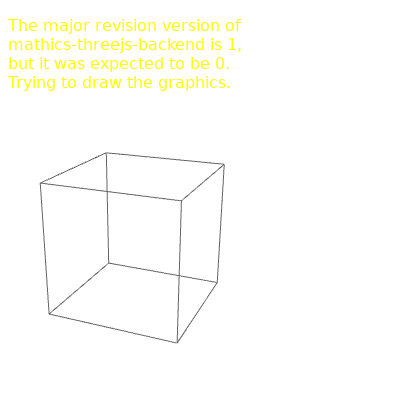 The major revision version of
mathics-threejs-backend is 1,
but it was expected to be 0.
Trying to draw the graphics.